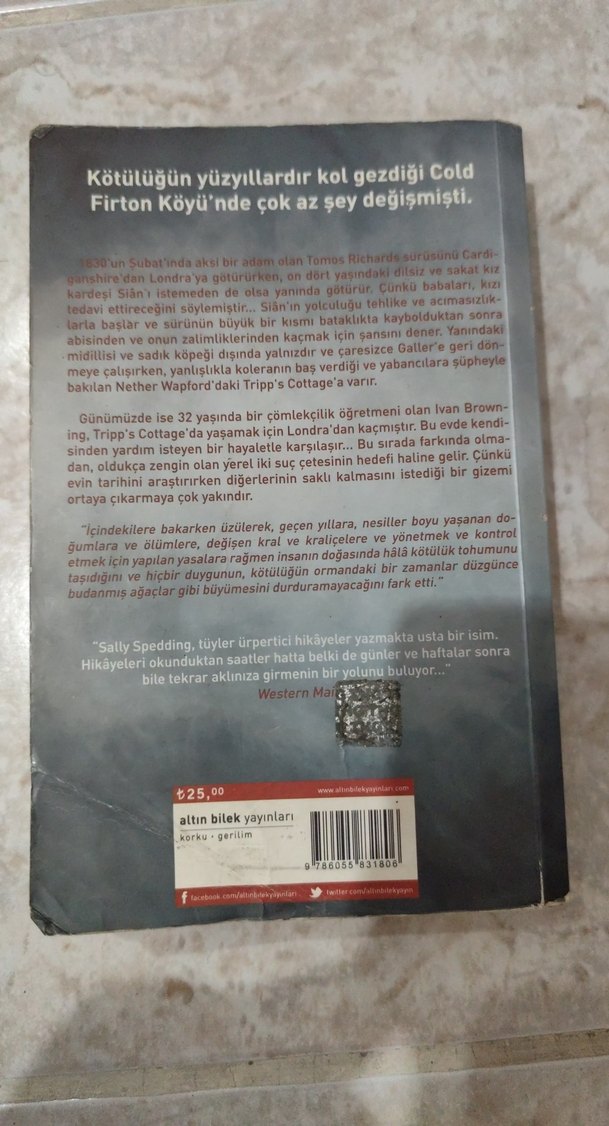 Kötülüğün yüzyıllardır kol gezdiği Cold
Firton Köyü'nde çok az şey değişmişti.
1830'un Şubat'ında aksi bir adam olan Tomos Richards sürüsünü Cardi-
ganshire'dan Londra'ya götürürken, on dört yaşındaki dilsiz ve sakat kız
kardeşi Siân'ı istemeden de olsa yanında götürür. Çünkü babaları, kızı
tedavi ettireceğini söylemiştir... Siân'ın yolculuğu tehlike ve acımasızlık-
larla başlar ve sürünün büyük bir kısmı bataklıkta kaybolduktan sonra
abisinden ve onun zalimliklerinden kaçmak için şansını dener. Yanındaki
midillisi ve sadık köpeği dışında yalnızdır ve çaresizce Galler'e geri dön-
meye çalışırken, yanlışlıkla koleranın baş verdiği ve yabancılara şüpheyle
bakılan Nether Wapford'daki Tripp's Cottage'a varır.
Günümüzde ise 32 yaşında bir çömlekçilik öğretmeni olan Ivan Brown-
ing, Tripp's Cottage'da yaşamak için Londra'dan kaçmıştır. Bu evde kendi-
sinden yardım isteyen bir hayaletle karşılaşır... Bu sırada farkında olma-
dan, oldukça zengin olan yerel iki suç çetesinin hedefi haline gelir. Çünkü
evin tarihini araştırırken diğerlerinin saklı kalmasını istediği bir gizemi
ortaya çıkarmaya çok yakındır.
"İçindekilere bakarken üzülerek, geçen yıllara, nesiller boyu yaşanan do-
ğumlara ve ölümlere, değişen kral ve kraliçelere ve yönetmek ve kontrol
etmek için yapılan yasalara rağmen insanın doğasında hâlâ kötülük tohumunu
taşıdığını ve hiçbir duygunun, kötülüğün ormandaki bir zamanlar düzgünce
budanmış ağaçlar gibi büyümesini durduramayacağını fark etti."
"Sally Spedding, tüyler ürpertici hikâyeler yazmakta usta bir isim.
Hikâyeleri okunduktan saatler hatta belki de günler ve haftalar sonra
bile tekrar aklınıza girmenin bir yolunu buluyor..."
Western
₺25,00
www.altinbilekyayinlari.com
altın bilek yayınları
korku · gerilim
9 786055 831806
facebook.com/altinbilekyayinlari
twitter.com/altinbilekyayin